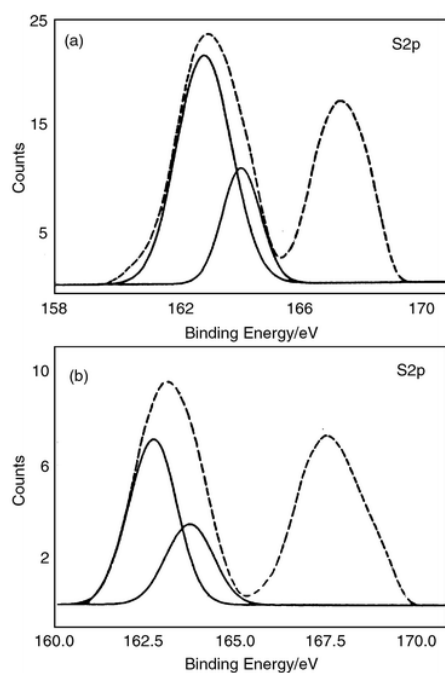 25
(a)
S2p
15
Counts
5
158
162
166
170
Binding Energy/eV
10
(b)
S2p
6
Counts
2
160.0
162.5
165.0
167.5
170.0
Binding Energy/eV